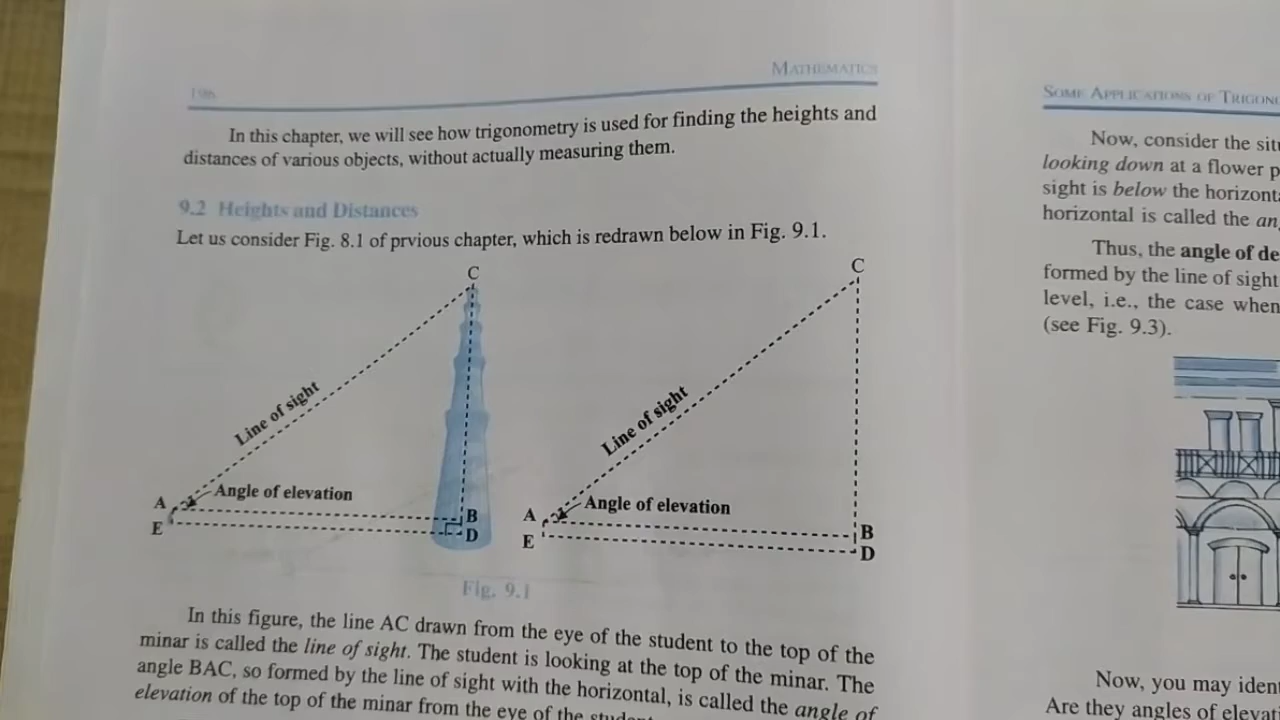 196
MATHEMATICS
In this chapter, we will see how trigonometry is used for finding the heights and
distances of various objects, without actually measuring them.
9.2 Heights and Distances
Let us consider Fig. 8.1 of prvious chapter, which is redrawn below in Fig. 9.1.
C
Line of sight
A
Angle of elevation
B
E
D
C
Line of sight
A
Angle of elevation
B
E
D
Fig. 9.1
In this figure, the line AC drawn from the eye of the student to the top of the
minar is called the line of sight. The student is looking at the top of the minar. The
angle BAC, so formed by the line of sight with the horizontal, is called the angle of
elevation of the top of the minar from the eye of the
SOME APPLICATIONS OF
Now, consider the
looking down at a flower
sight is below the
horizontal is called the
Thus, the angle of
formed by the line of sight
level, i.e., the case when
(see Fig. 9.3).
Now, you may
Are they angles of